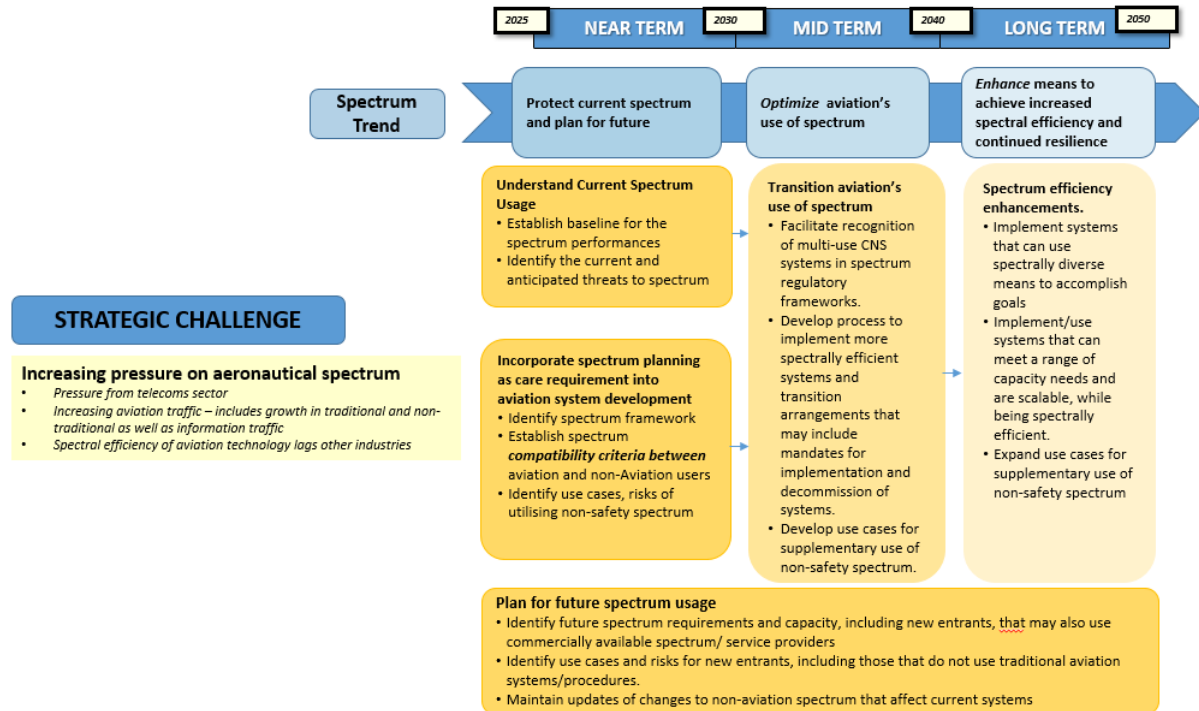 2025
NEAR TERM
2030
MID TERM
2040
LONG TERM
2050
Spectrum
Trend
Protect current spectrum
and plan for future
Optimize aviation’s
use of spectrum
Enhance means to
achieve increased
spectral efficiency and
continued resilience
Understand Current Spectrum
Usage
• Establish baseline for the
spectrum performances
• Identify the current and
anticipated threats to spectrum
Transition aviation’s
use of spectrum
• Facilitate recognition
of multi-use CNS
systems in spectrum
regulatory
frameworks.
• Develop process to
implement more
spectrally efficient
systems and
transition
arrangements that
may include
mandates for
implementation and
decommission of
systems.
• Develop use cases for
supplementary use of
non-safety spectrum.
Spectrum efficiency
enhancements.
• Implement systems
that can use
spectrally diverse
means to accomplish
goals
• Implement/use
systems that can
meet a range of
capacity needs and
are scalable, while
being spectrally
efficient.
• Expand use cases for
supplementary use of
non-safety spectrum
STRATEGIC CHALLENGE
Increasing pressure on aeronautical spectrum
• Pressure from telecoms sector
• Increasing aviation traffic – includes growth in traditional and non-
traditional as well as information traffic
• Spectral efficiency of aviation technology lags other industries
Incorporate spectrum planning
as care requirement into
aviation system development
• Identify spectrum framework
• Establish spectrum
compatibility criteria between
aviation and non-Aviation users
• Identify use cases, risks of
utilising non-safety spectrum
Plan for future spectrum usage
• Identify future spectrum requirements and capacity, including new entrants, that may also use
commercially available spectrum/ service providers
• Identify use cases and risks for new entrants, including those that do not use traditional aviation
systems/procedures.
• Maintain updates of changes to non-aviation spectrum that affect current systems